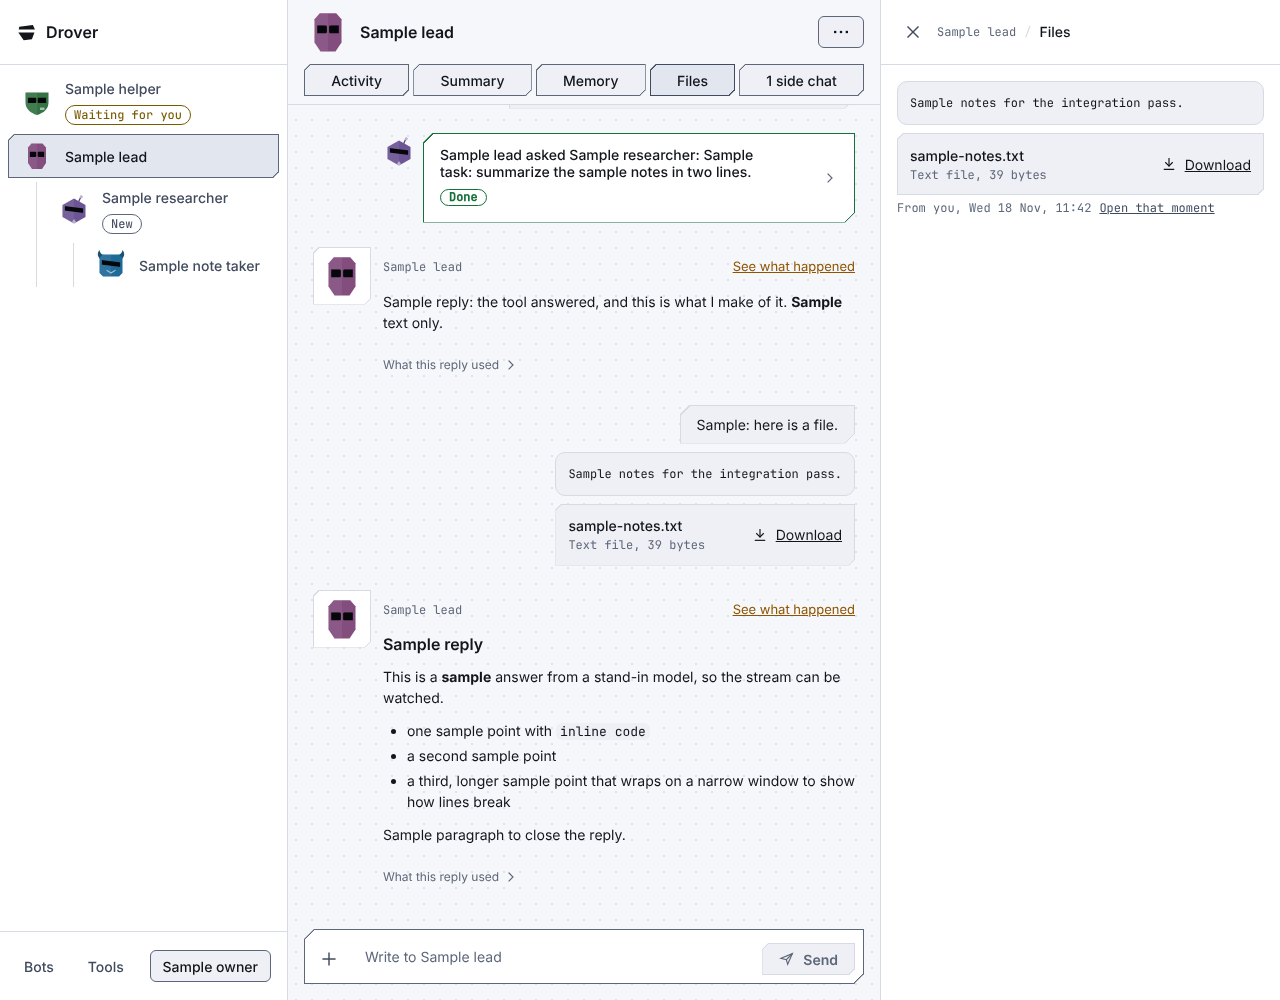 Drover
Sample helper
Waiting for you
Sample lead
Sample researcher
New
Sample note taker
Bots
Tools
Sample owner
Sample lead
...
Activity
Summary
Memory
Files
1 side chat
Sample lead asked Sample researcher: Sample
task: summarize the sample notes in two lines.
Done
Sample lead
See what happened
Sample reply: the tool answered, and this is what I make of it. Sample
text only.
What this reply used
Sample: here is a file.
Sample notes for the integration pass.
sample-notes.txt
Text file, 39 bytes
Download
Sample lead
See what happened
Sample reply
This is a sample answer from a stand-in model, so the stream can be
watched.
• one sample point with inline code
• a second sample point
• a third, longer sample point that wraps on a narrow window to show
how lines break
Sample paragraph to close the reply.
What this reply used
Write to Sample lead
Send
Sample lead / Files
Sample notes for the integration pass.
sample-notes.txt
Text file, 39 bytes
Download
From you, Wed 18 Nov, 11:42 Open that moment